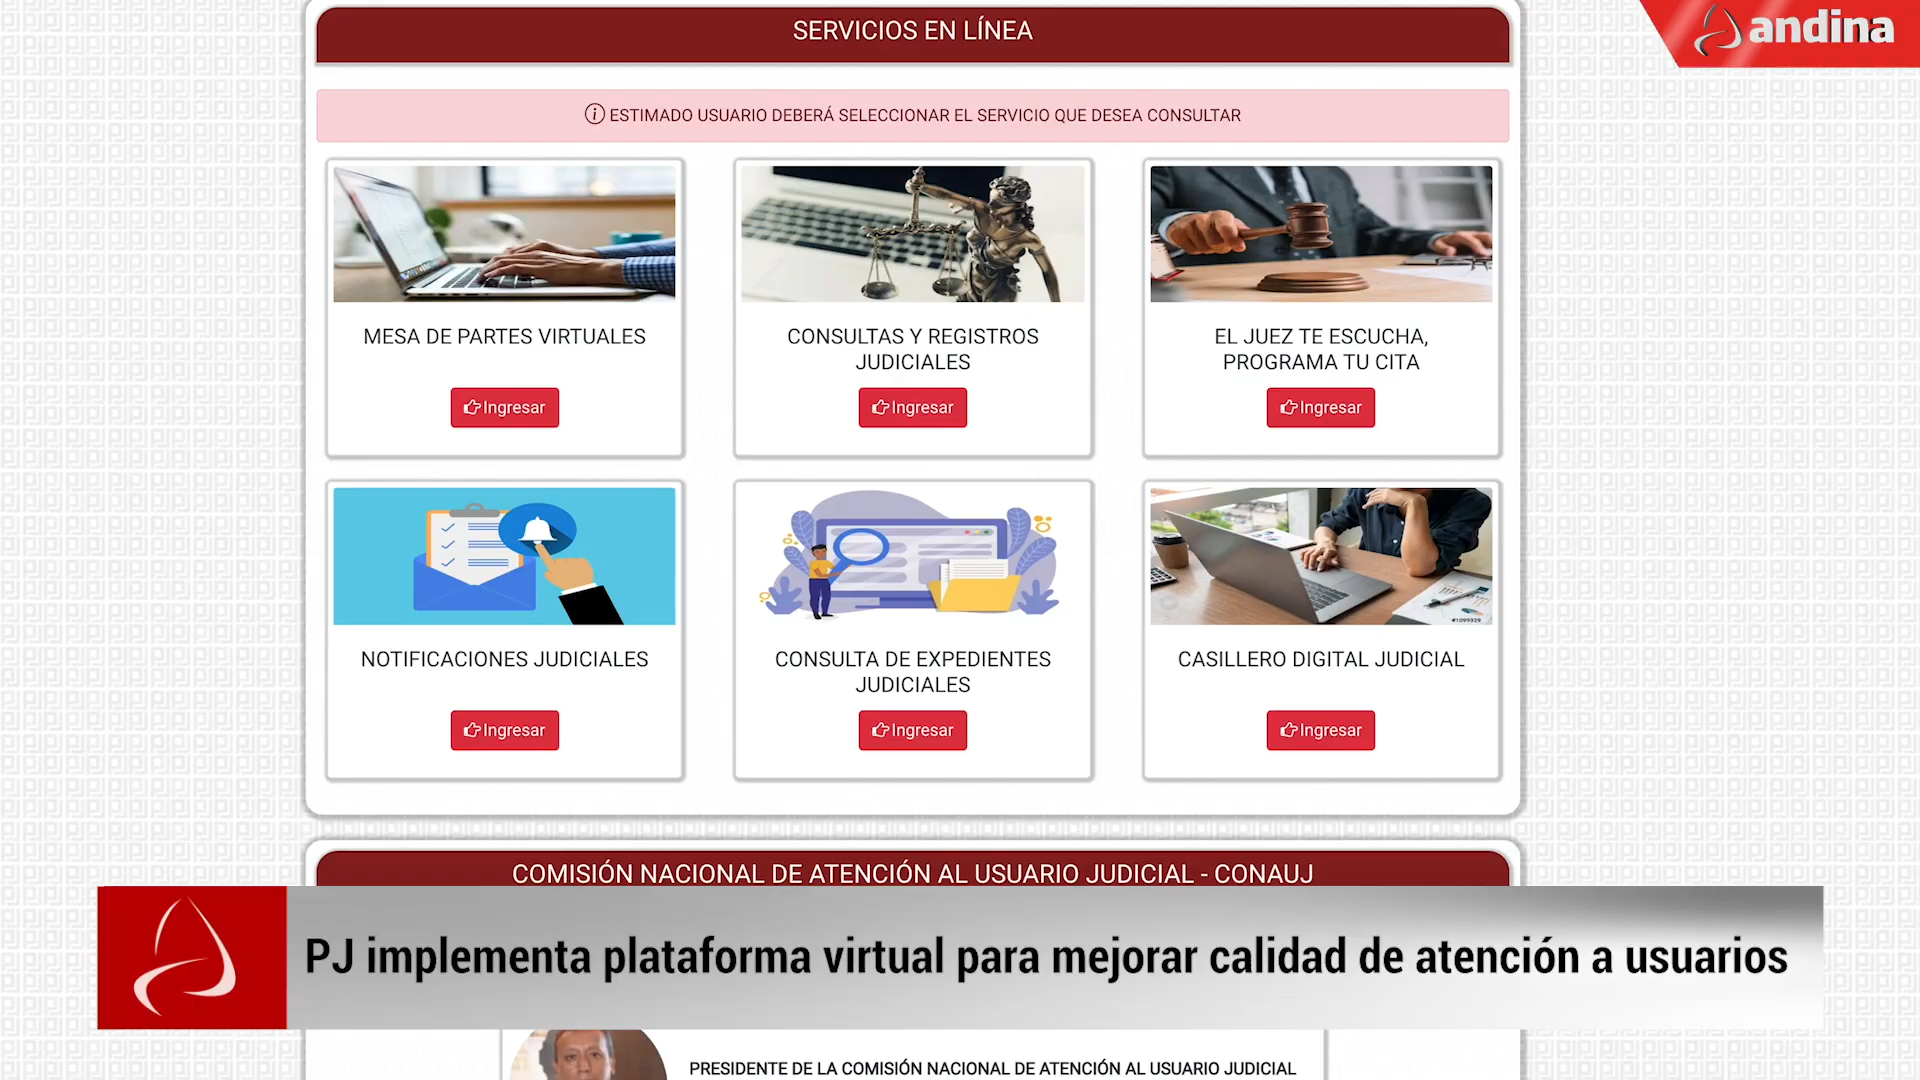 SERVICIOS EN LÍNEA
andina
ESTIMADO USUARIO DEBERÁ SELECCIONAR EL SERVICIO QUE DESEA CONSULTAR
MESA DE PARTES VIRTUALES
Ingresar
CONSULTAS Y REGISTROS
JUDICIALES
Ingresar
EL JUEZ TE ESCUCHA,
PROGRAMA TU CITA
Ingresar
NOTIFICACIONES JUDICIALES
Ingresar
CONSULTA DE EXPEDIENTES
JUDICIALES
Ingresar
#1099329
CASILLERO DIGITAL JUDICIAL
Ingresar
COMISIÓN NACIONAL DE ATENCIÓN AL USUARIO JUDICIAL - CONAUJ
PJ implementa plataforma virtual para mejorar calidad de atención a usuarios
PRESIDENTE DE LA COMISIÓN NACIONAL DE ATENCIÓN AL USUARIO JUDICIAL